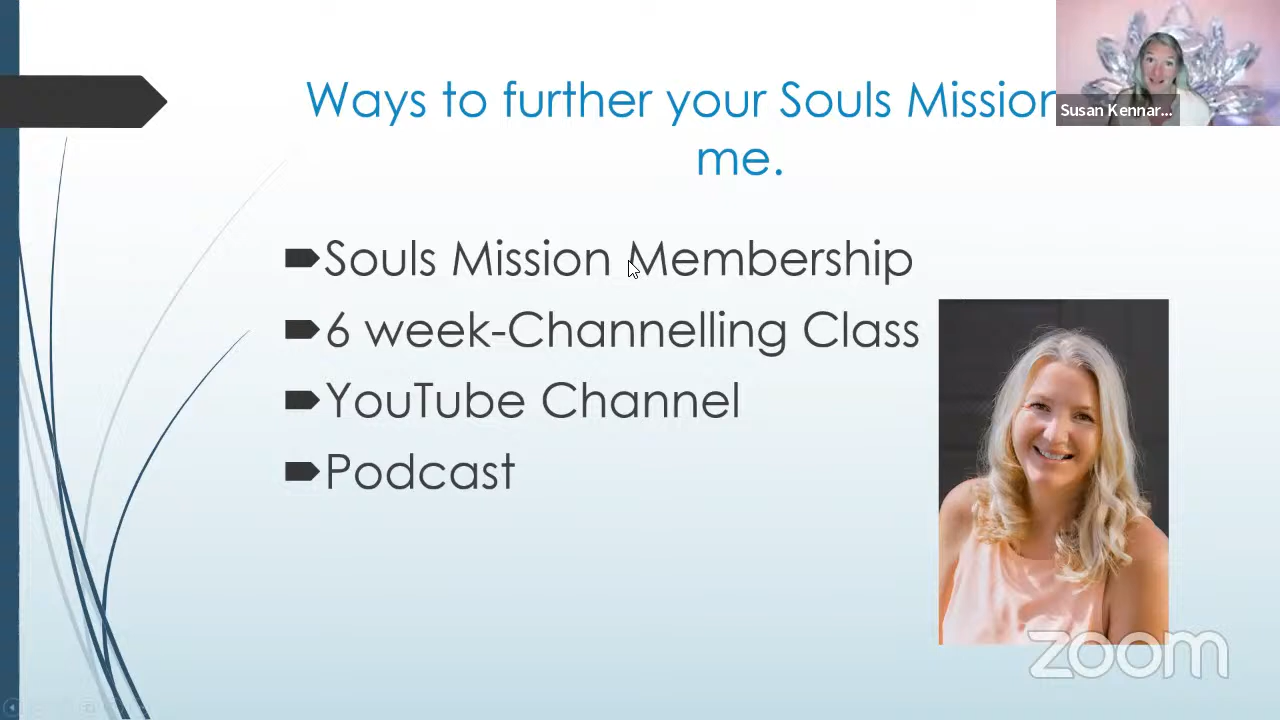 Ways to further your Souls Mission
me.
Susan Kennar...
Souls Mission Membership
6 week-Channelling Class
YouTube Channel
Podcast
zoom